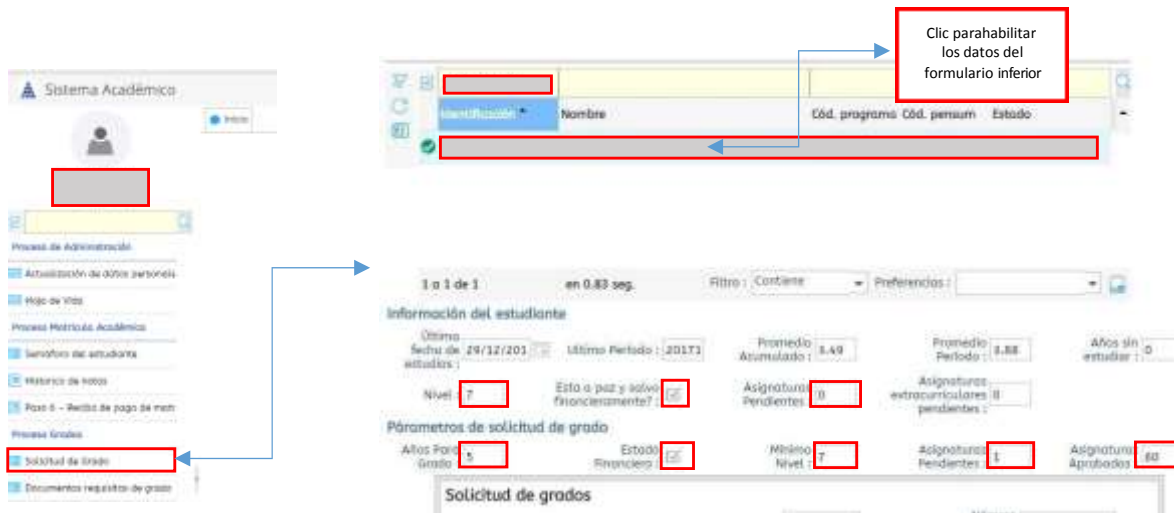 Clic parahabilitar
los datos del
formulario inferior
Sistema Académico
Inicio
Identificación
Nombre
Cód. programa Cód. pensum Estado
Proceso de Administración
Actualización de datos personale
Hoja de Vida
Proceso Matrícula Académica
Semáforo del estudiante
Histórico de notas
Paso 6 - Recibo de pago de matr
Proceso Grados
Solicitud de Grado
Documentos requisitos de grado
1 a 1 de 1 en 0.83 seg. Filtro : Contiene Preferencias :
Información del estudiante
Última fecha de estudios : 29/12/201 Ultimo Periodo : 20171 Promedio Acumulado : 3.49 Promedio Periodo : 3.88 Años sin estudiar : 0
Nivel : 7 Esta a paz y salvo financieramente? : Asignaturas Pendientes : 0 Asignaturas extracurriculares pendientes : 0
Párametros de solicitud de grado
Años Para Grado : 5 Estado Financiero : Mínimo Nivel : 7 Asignaturas Pendientes : 1 Asignatura Aprobadas 60
Solicitud de grados